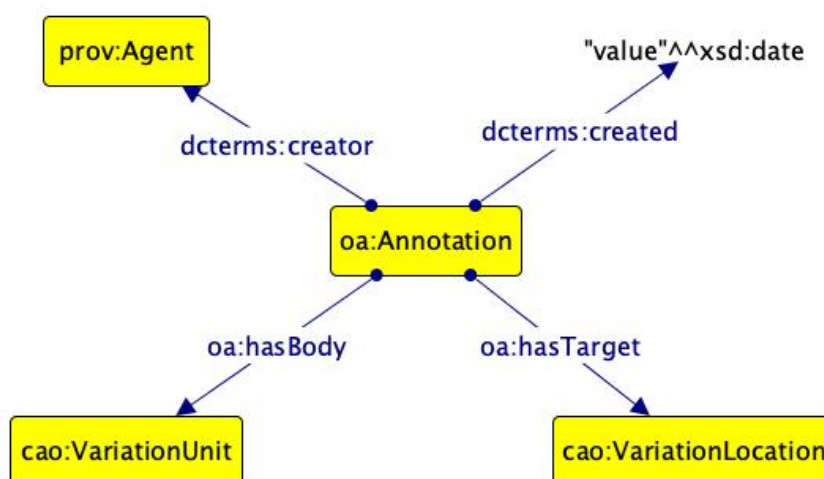 prov:Agent
"value"^^xsd:date
dcterms:creator
dcterms:created
oa:Annotation
oa:hasBody
oa:hasTarget
cao:VariationUnit
cao:VariationLocation